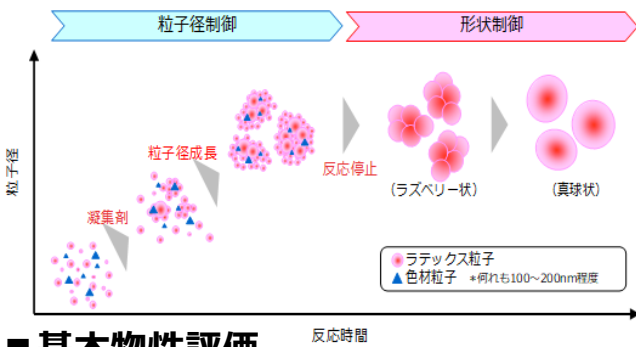 粒子径制御
形状制御
粒子径
凝集剤
粒子径成長
反応停止
(ラズベリー状)
(真球状)
ラテックス粒子
色材粒子 *何れも100～200nm程度
反応時間
■基本物性評価